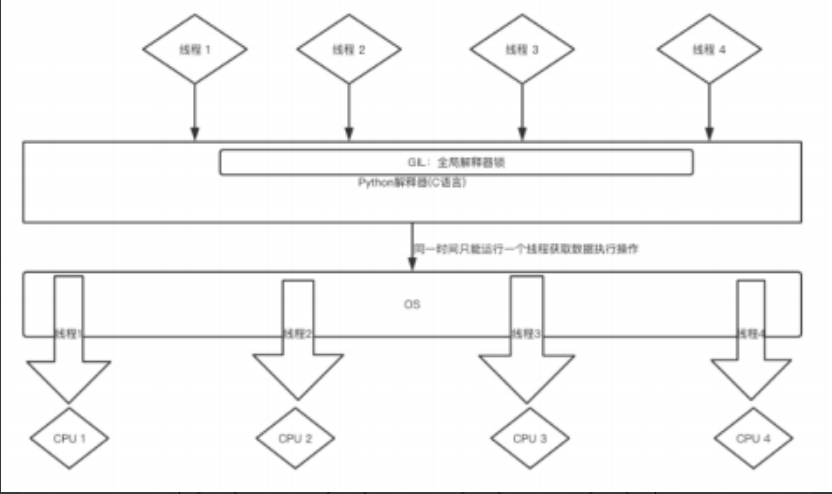 线程 1
线程 2
线程 3
线程 4
GIL：全局解释器锁
Python解释器(C语言)
同一时间只能运行一个线程获取数据执行操作
OS
线程1
线程2
线程3
线程4
CPU 1
CPU 2
CPU 3
CPU 4